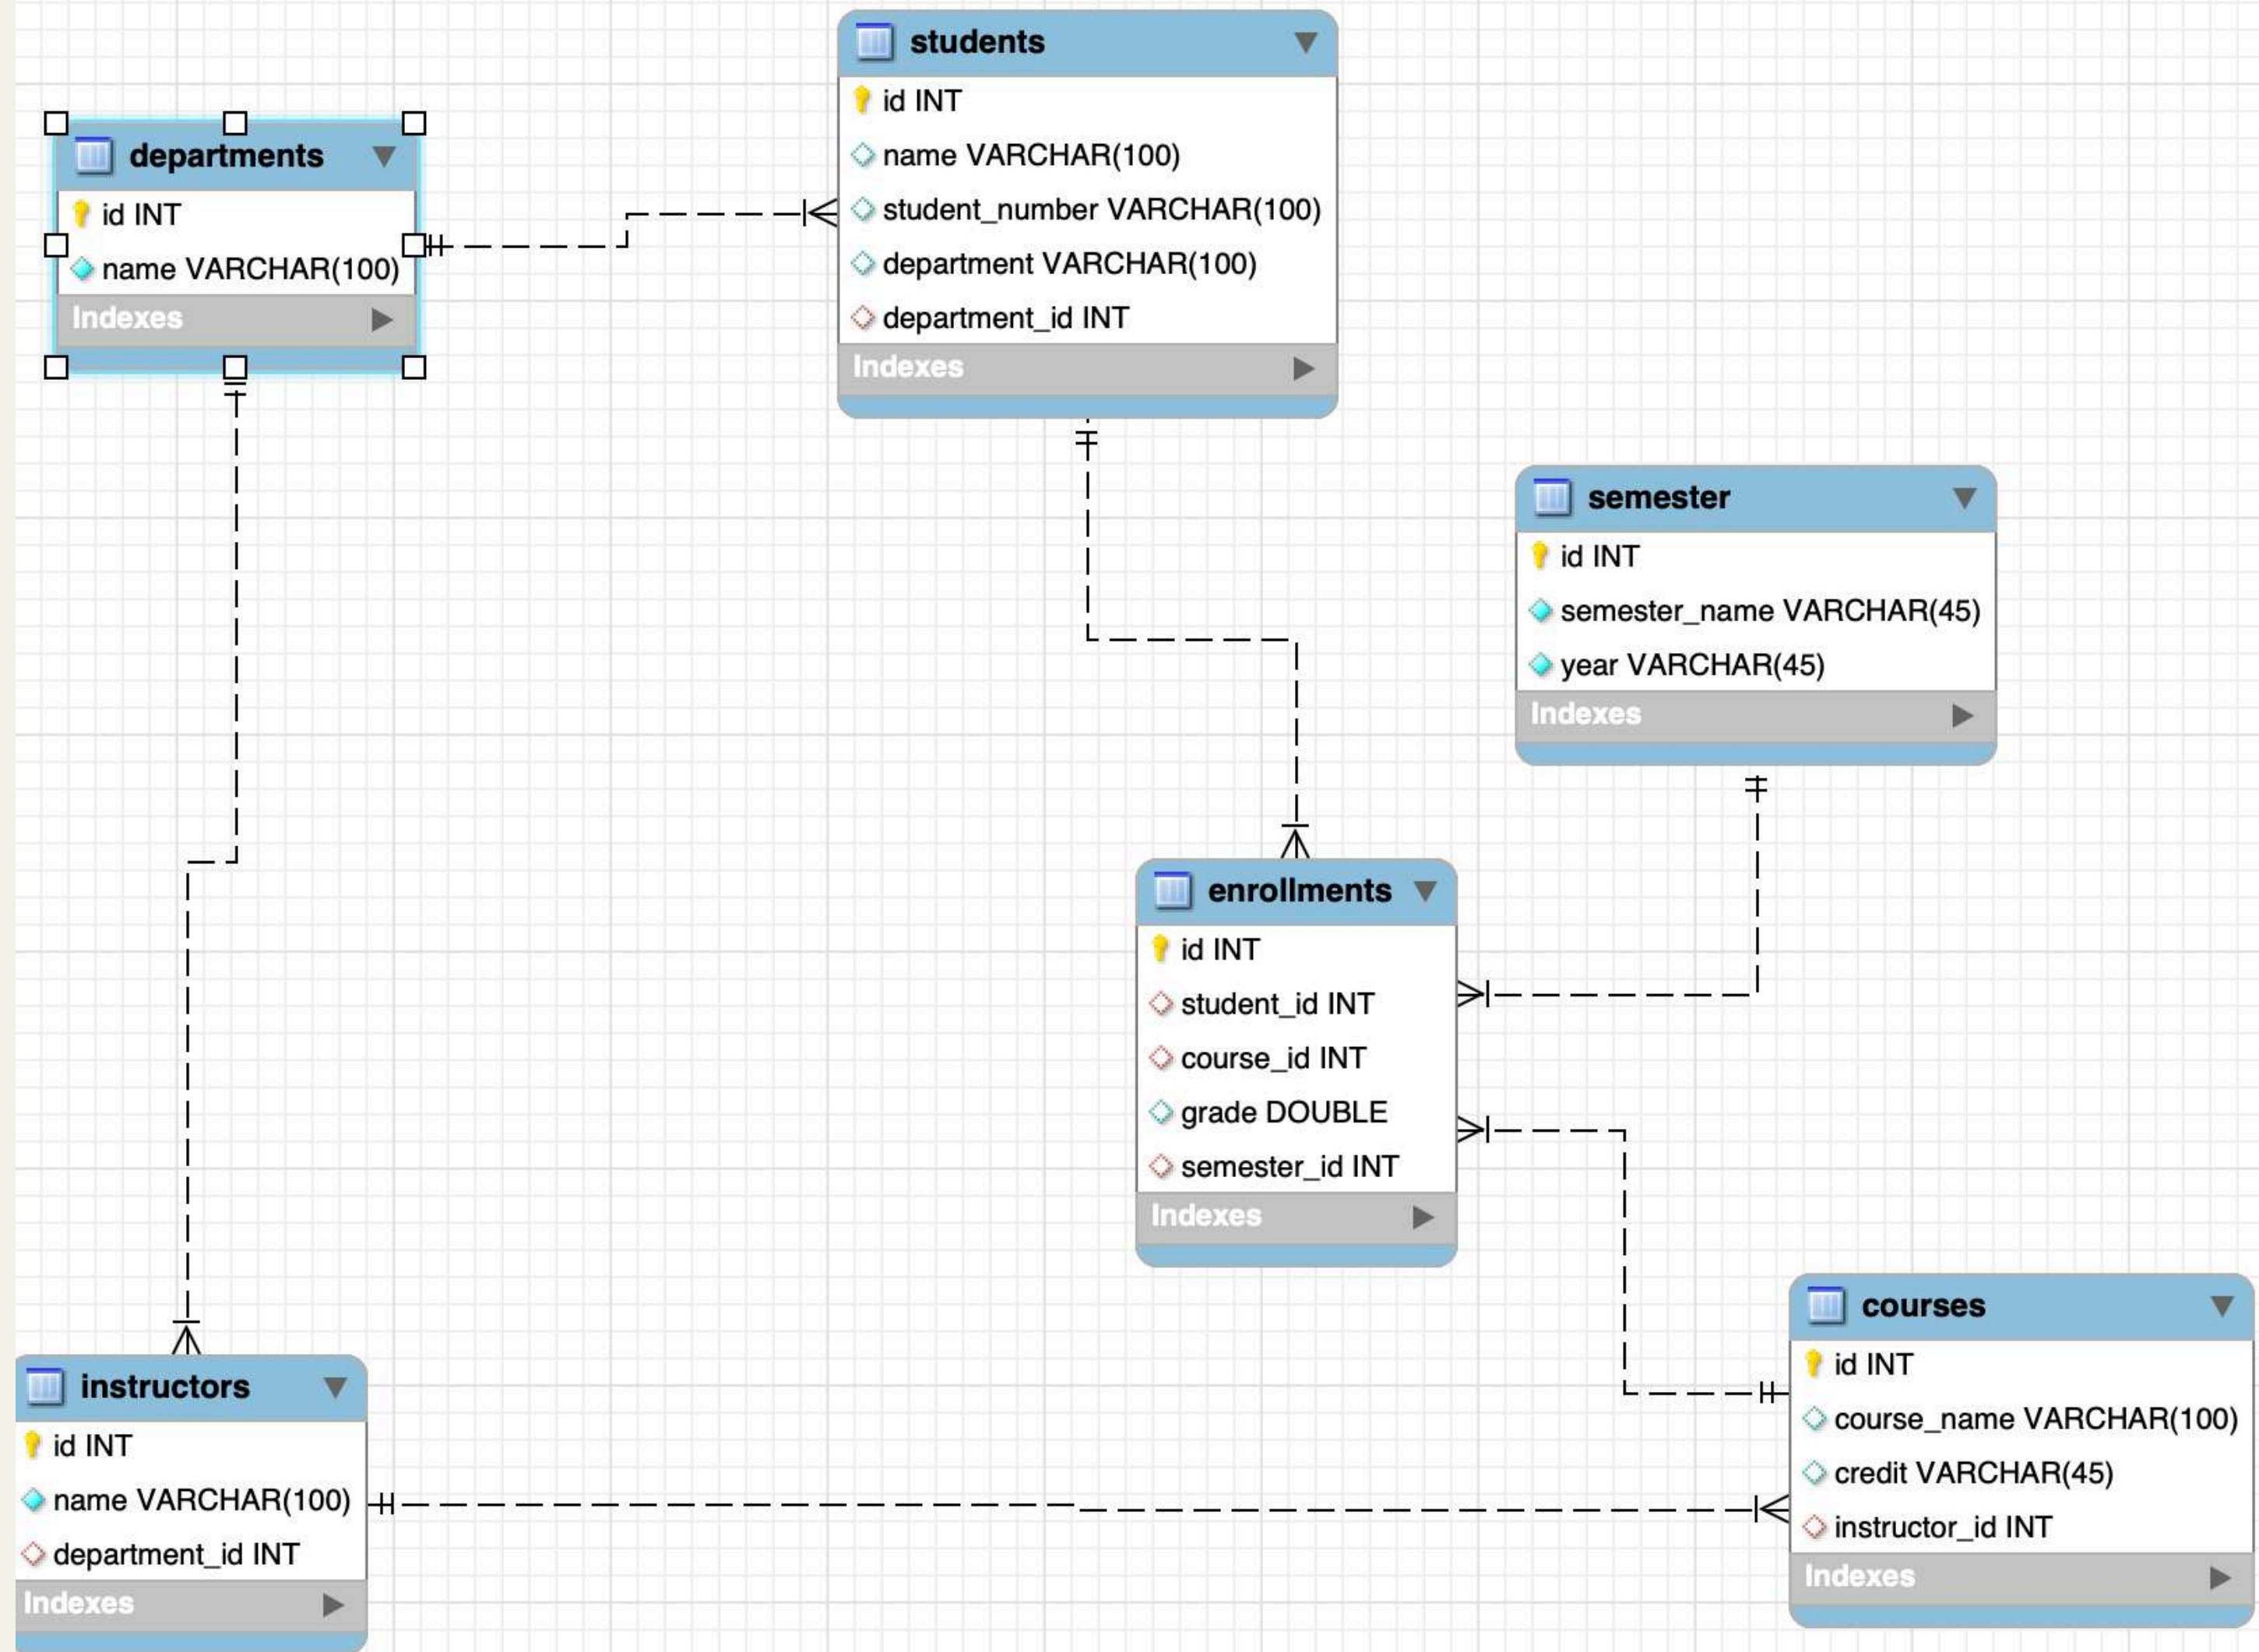 departments
id INT
name VARCHAR(100)
Indexes
students
id INT
name VARCHAR(100)
student_number VARCHAR(100)
department VARCHAR(100)
department_id INT
Indexes
semester
id INT
semester_name VARCHAR(45)
year VARCHAR(45)
Indexes
enrollments
id INT
student_id INT
course_id INT
grade DOUBLE
semester_id INT
Indexes
instructors
id INT
name VARCHAR(100)
department_id INT
Indexes
courses
id INT
course_name VARCHAR(100)
credit VARCHAR(45)
instructor_id INT
Indexes